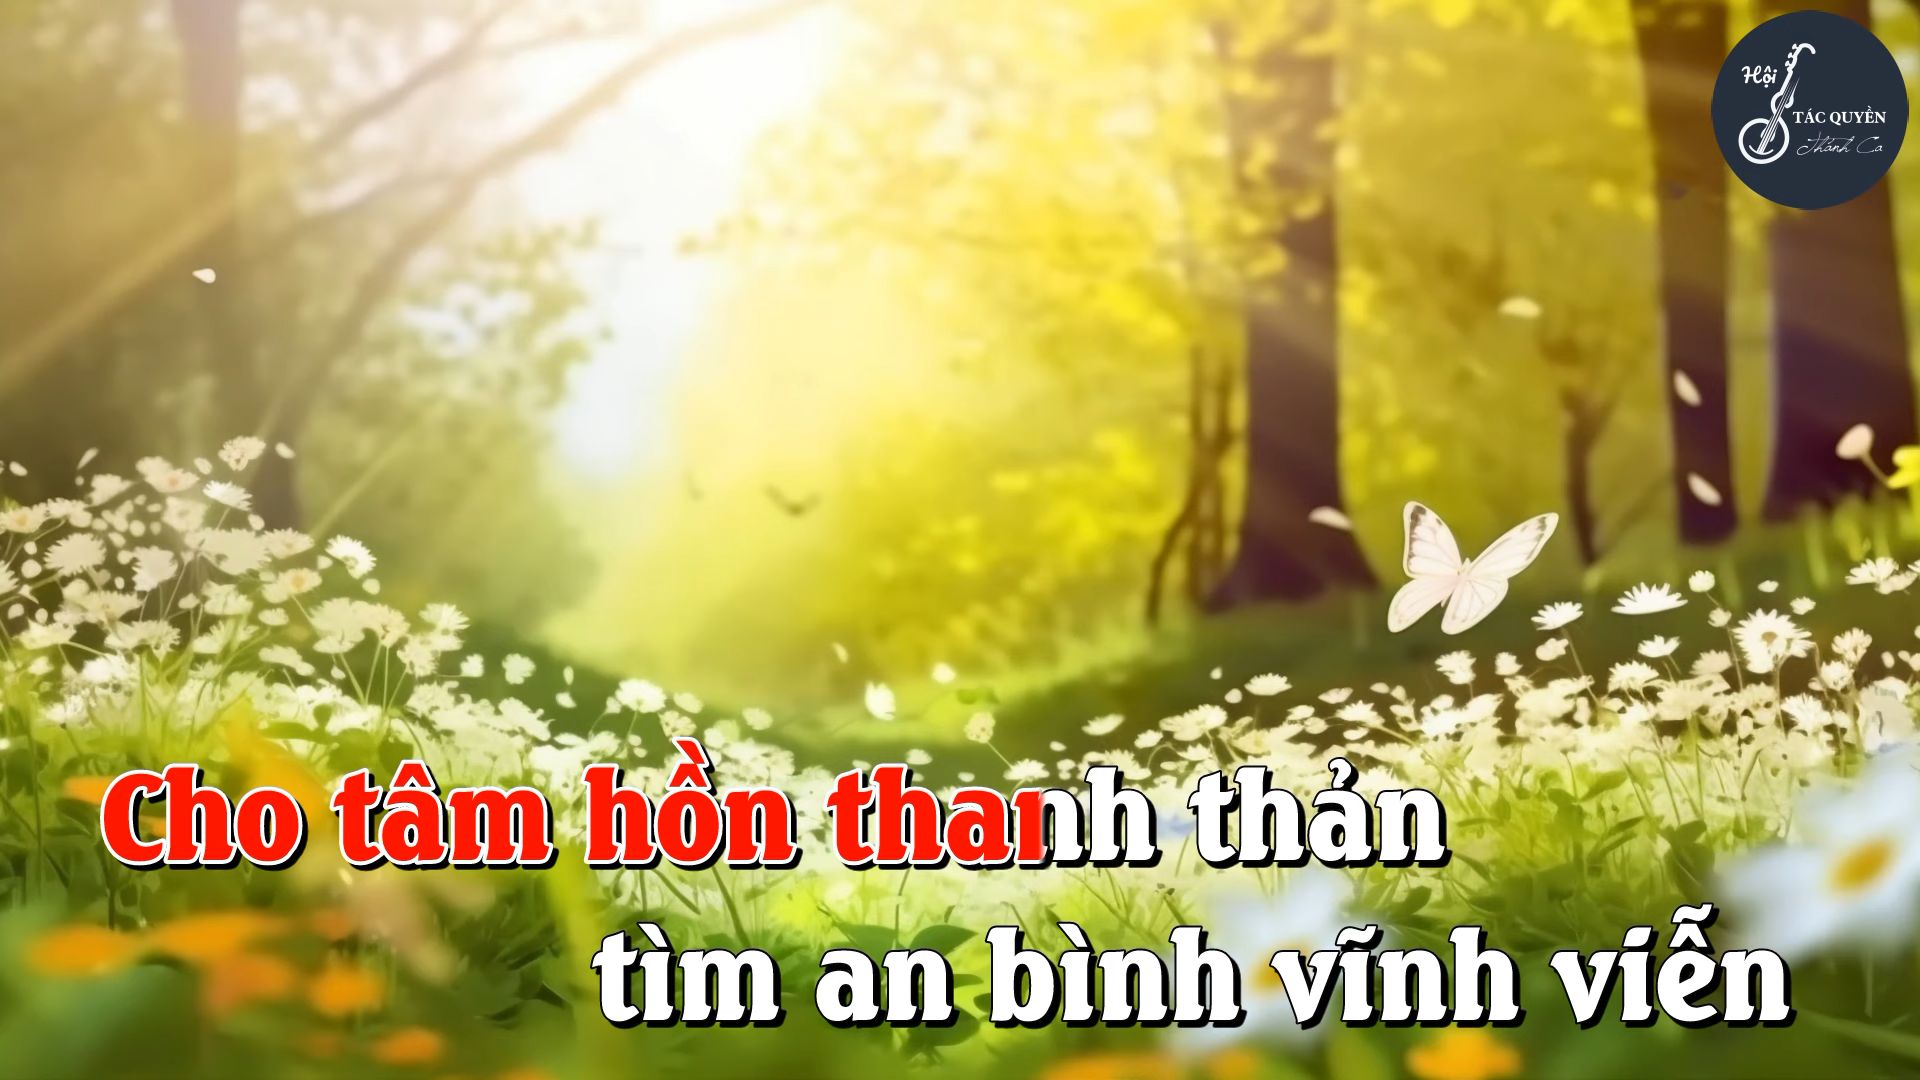 Hội
TÁC QUYỀN
Thánh Ca
Cho tâm hồn thanh thản
tìm an bình vĩnh viễn